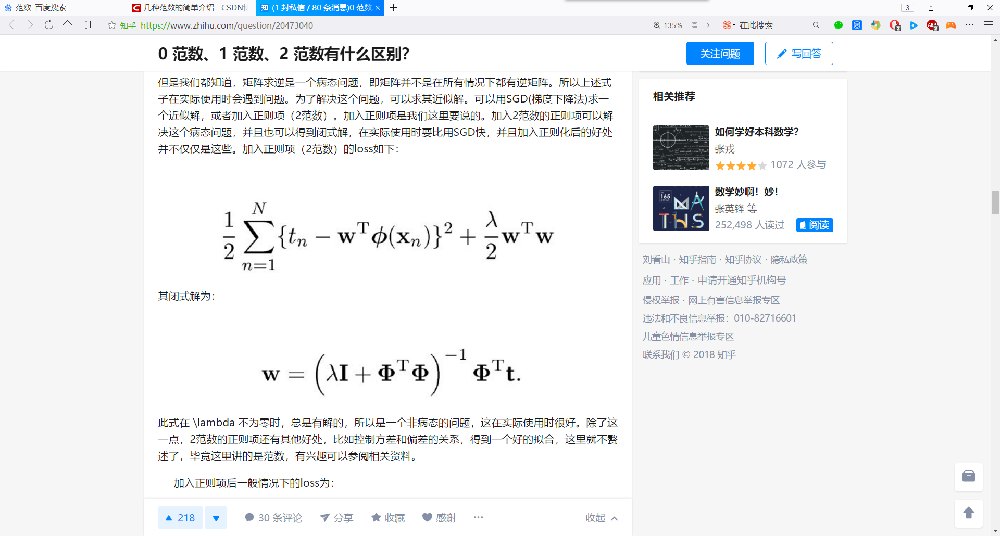 范数_百度搜索
几种范数的简单介绍 - CSDN博
(1 封私信 / 80 条消息)0 范数
3
知乎 https://www.zhihu.com/question/20473040
135%
在此搜索
2
2
0 范数、1 范数、2 范数有什么区别？
关注问题
写回答
但是我们都知道，矩阵求逆是一个病态问题，即矩阵并不是在所有情况下都有逆矩阵。所以上述式
子在实际使用时会遇到问题。为了解决这个问题，可以求其近似解。可以用SGD(梯度下降法)求一
个近似解，或者加入正则项（2范数）。加入正则项是我们这里要说的。加入2范数的正则项可以解
决这个病态问题，并且也可以得到闭式解，在实际使用时要比用SGD快，并且加入正则化后的好处
并不仅仅是这些。加入正则项（2范数）的loss如下：
\frac{1}{2} \sum_{n=1}^{N} \{t_n - \mathbf{w}^{\mathrm{T}} \boldsymbol{\phi}(\mathbf{x}_n)\}^2 + \frac{\lambda}{2} \mathbf{w}^{\mathrm{T}} \mathbf{w}
其闭式解为：
\mathbf{w} = \left( \lambda \mathbf{I} + \mathbf{\Phi}^{\mathrm{T}} \mathbf{\Phi} \right)^{-1} \mathbf{\Phi}^{\mathrm{T}} \mathbf{t}.
此式在 \lambda 不为零时，总是有解的，所以是一个非病态的问题，这在实际使用时很好。除了这
一点，2范数的正则项还有其他好处，比如控制方差和偏差的关系，得到一个好的拟合，这里就不赘
述了，毕竟这里讲的是范数，有兴趣可以参阅相关资料。
加入正则项后一般情况下的loss为：
218
30 条评论
分享
收藏
感谢
收起
相关推荐
如何学好本科数学？
张戎
1072 人参与
165
MA
THS
数学妙啊！妙！
张英锋 等
252,498 人读过
阅读
刘看山 · 知乎指南 · 知乎协议 · 隐私政策
应用 · 工作 · 申请开通知乎机构号
侵权举报 · 网上有害信息举报专区
违法和不良信息举报：010-82716601
儿童色情信息举报专区
联系我们 © 2018 知乎